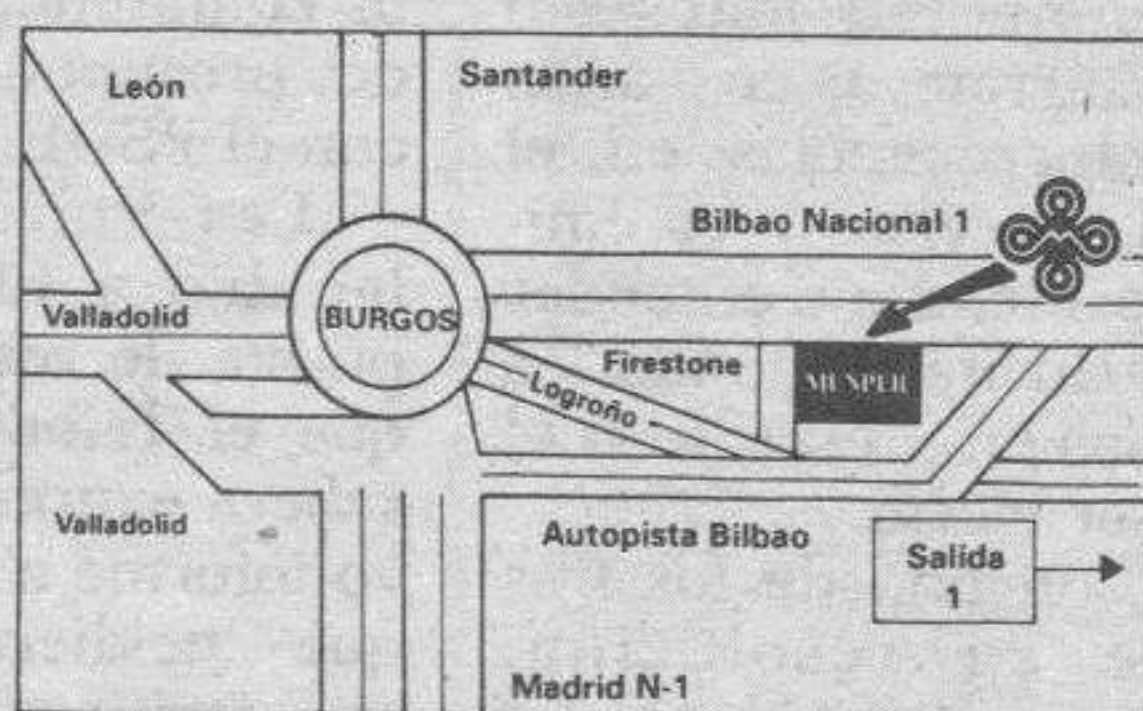 León
Santander
Bilbao Nacional 1
Valladolid
BURGOS
Firestone
MUNPER
Logroño
Valladolid
Autopista Bilbao
Salida
1
Madrid N-1